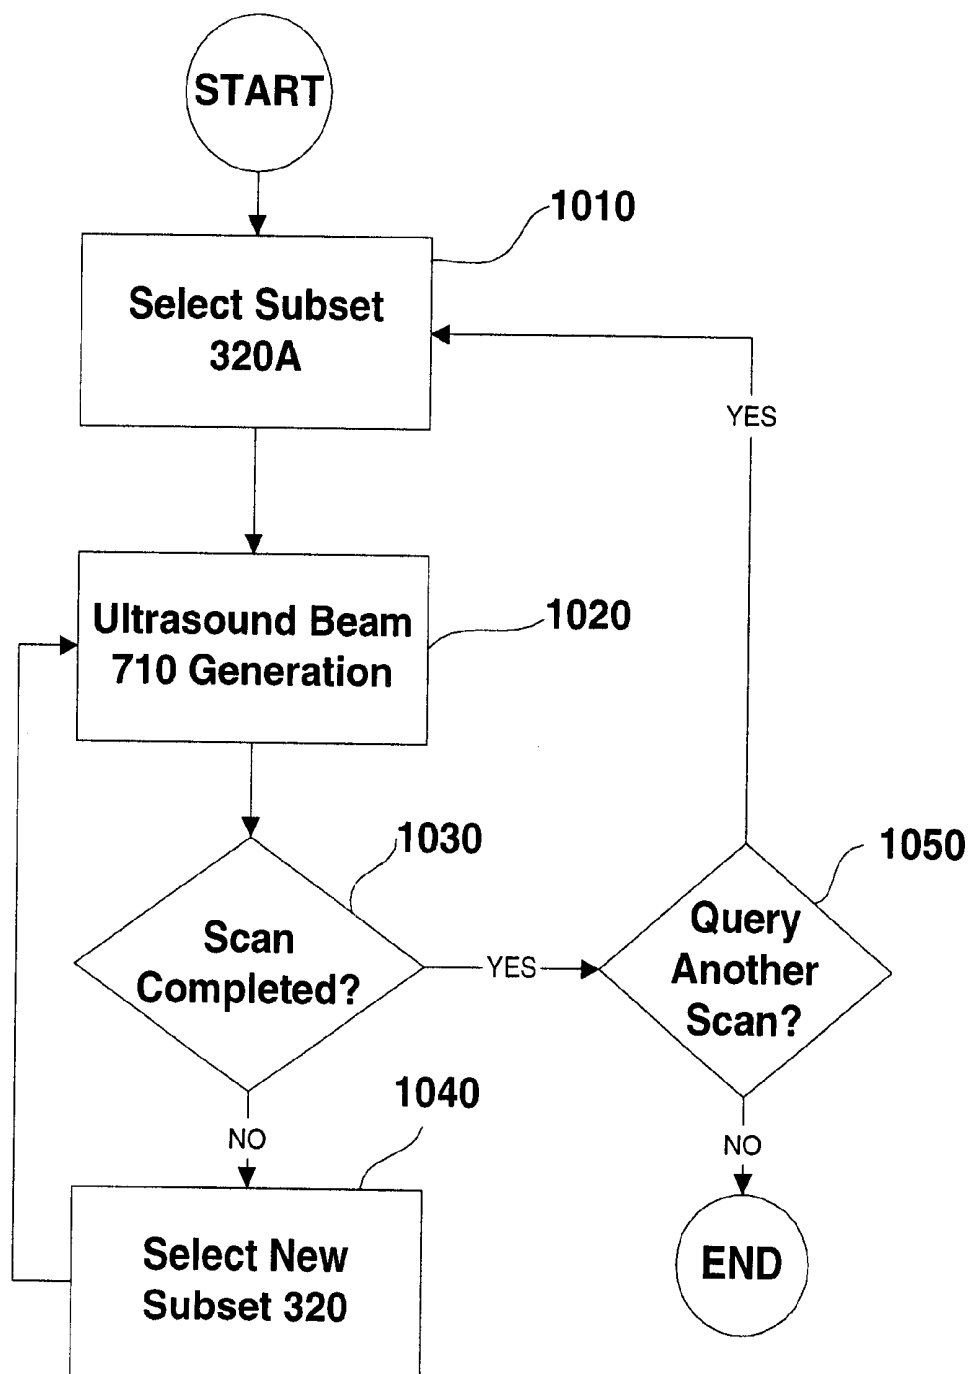 START
1010
Select Subset
320A
YES
Ultrasound Beam
710 Generation
1020
1030
Scan
Completed?
YES
1050
Query
Another
Scan?
NO
1040
NO
Select New
Subset 320
END